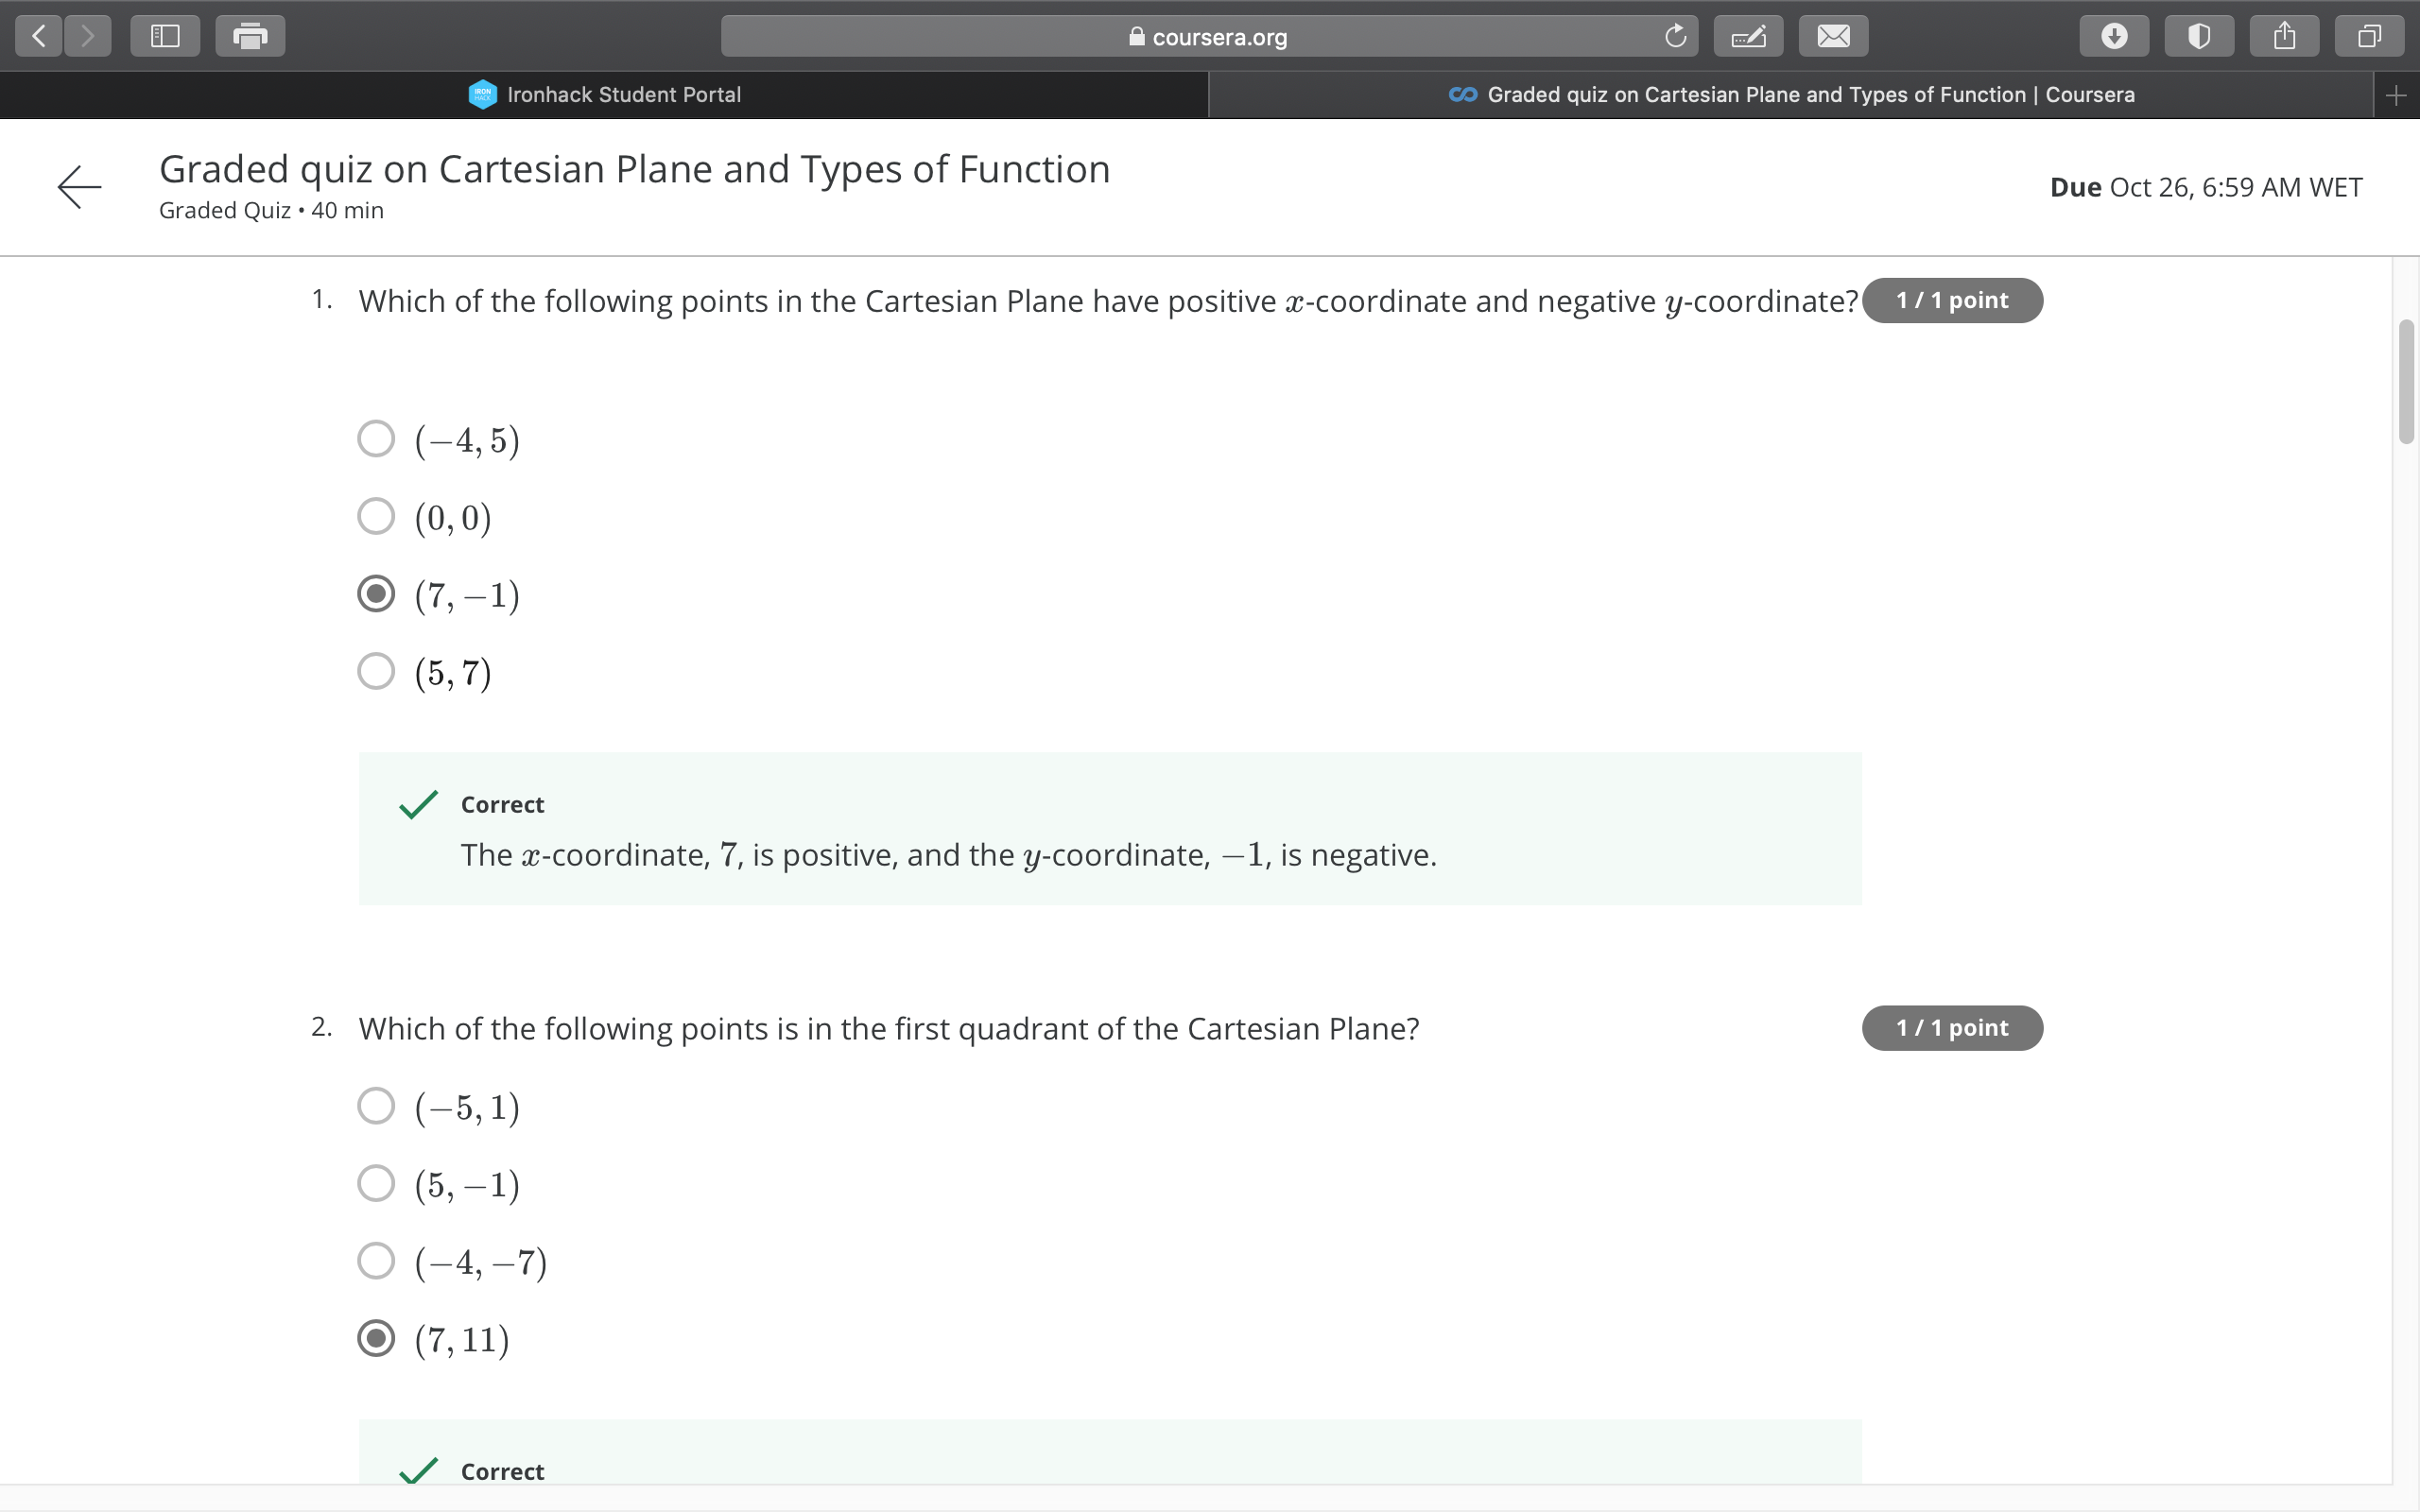 coursera.org
IRON
HACK
Ironhack Student Portal
Graded quiz on Cartesian Plane and Types of Function | Coursera
Graded quiz on Cartesian Plane and Types of Function
Graded Quiz • 40 min
Due Oct 26, 6:59 AM WET
1. Which of the following points in the Cartesian Plane have positive x-coordinate and negative y-coordinate? 1 / 1 point
(−4, 5)
(0, 0)
(7, −1)
(5, 7)
Correct
The x-coordinate, 7, is positive, and the y-coordinate, −1, is negative.
2. Which of the following points is in the first quadrant of the Cartesian Plane? 1 / 1 point
(−5, 1)
(5, −1)
(−4, −7)
(7, 11)
Correct